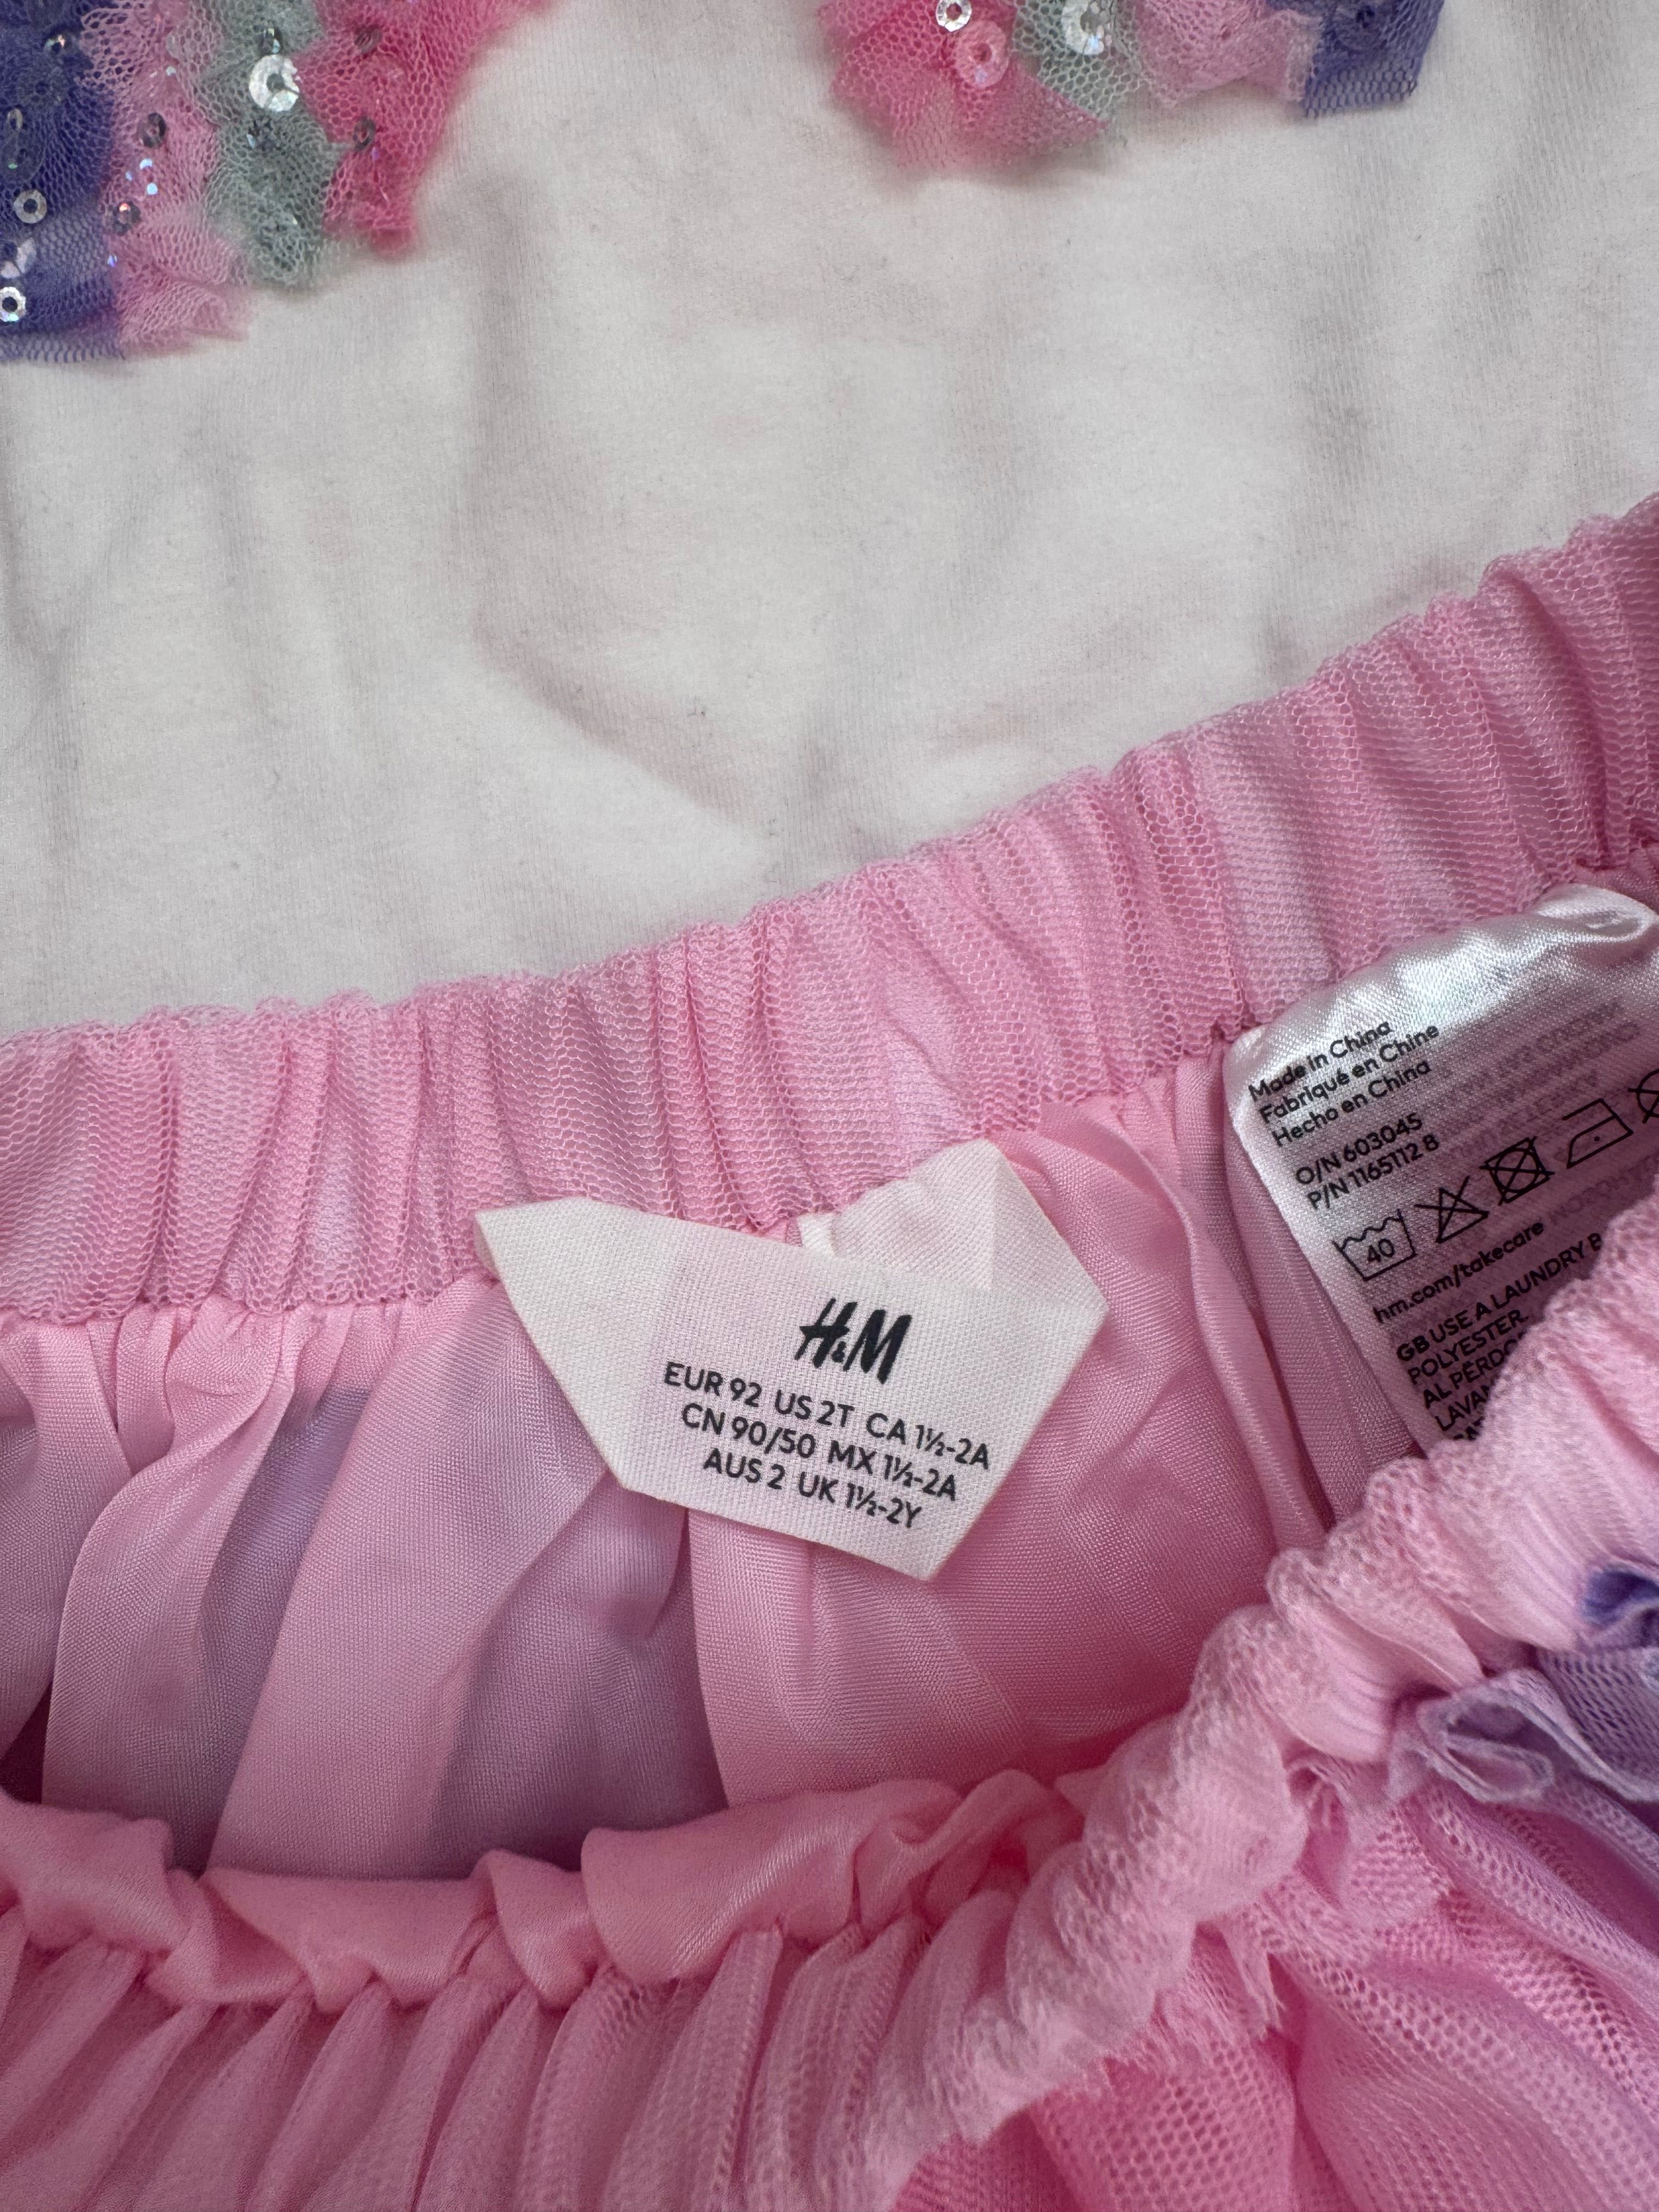 H&M
EUR 92 US 2T CA 1½-2A
CN 90/50 MX 1½-2A
AUS 2 UK 1½-2Y
Made in China
Fabriqué en Chine
Hecho en China
O/N 603045
P/N 1165112 8
40
hm.com/takecare
GB USE A LAUNDRY
POLYESTER.